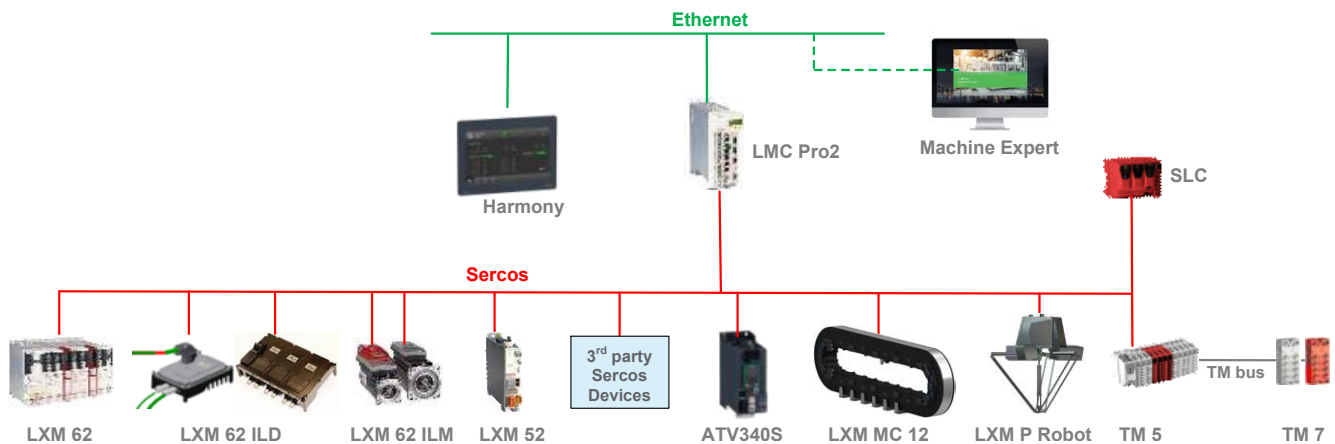 Ethernet
LMC Pro2
Machine Expert
SLC
Harmony
Sercos
3rd party
Sercos
Devices
TM bus
LXM 62
LXM 62 ILD
LXM 62 ILM
LXM 52
ATV340S
LXM MC 12
LXM P Robot
TM 5
TM 7